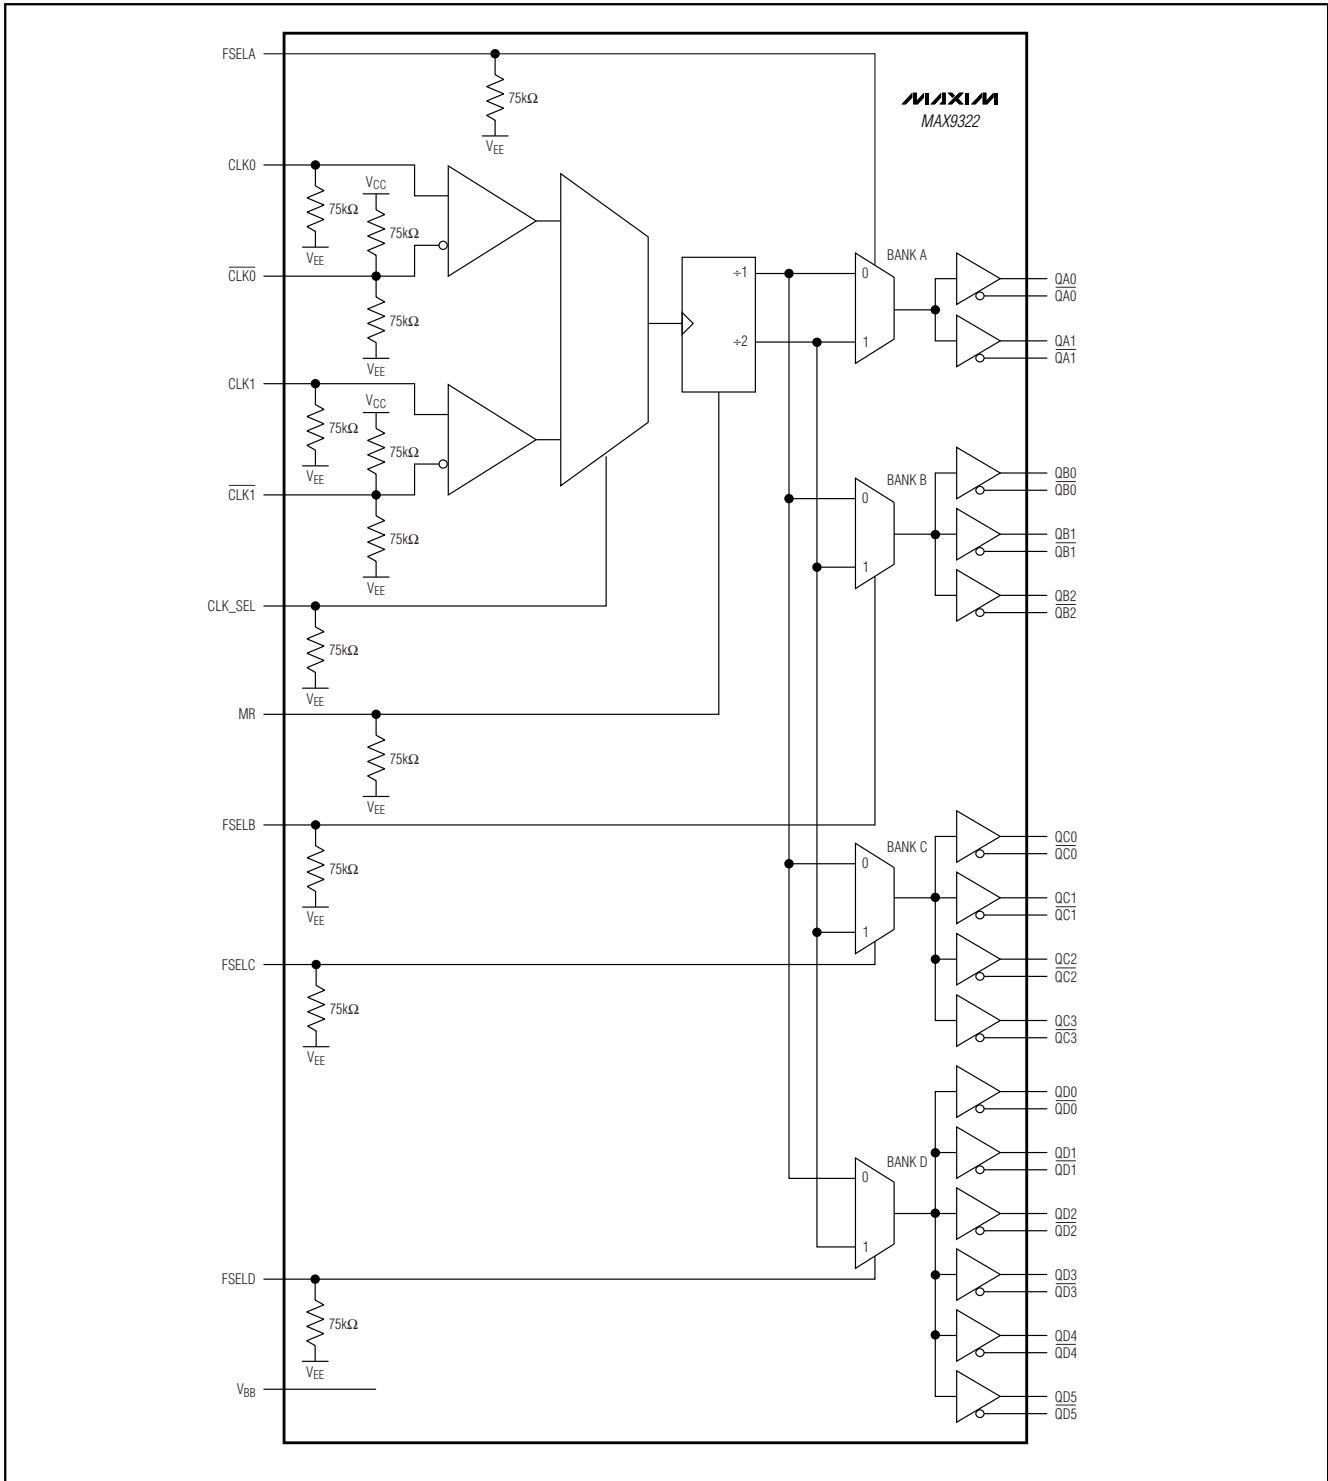 FSELA
75kΩ
VEE
MAXIM
MAX9322
CLK0
VCC
75kΩ
75kΩ
VEE
CLK0
75kΩ
VEE
CLK1
VCC
75kΩ
75kΩ
VEE
CLK1
75kΩ
VEE
CLK_SEL
75kΩ
VEE
MR
75kΩ
VEE
FSELB
75kΩ
VEE
FSELC
75kΩ
VEE
FSELD
75kΩ
VEE
VBB
÷1
÷2
BANK A
0
1
QA0
QA0
QA1
QA1
BANK B
0
1
QB0
QB0
QB1
QB1
QB2
QB2
BANK C
0
1
QC0
QC0
QC1
QC1
QC2
QC2
QC3
QC3
BANK D
0
1
QD0
QD0
QD1
QD1
QD2
QD2
QD3
QD3
QD4
QD4
QD5
QD5